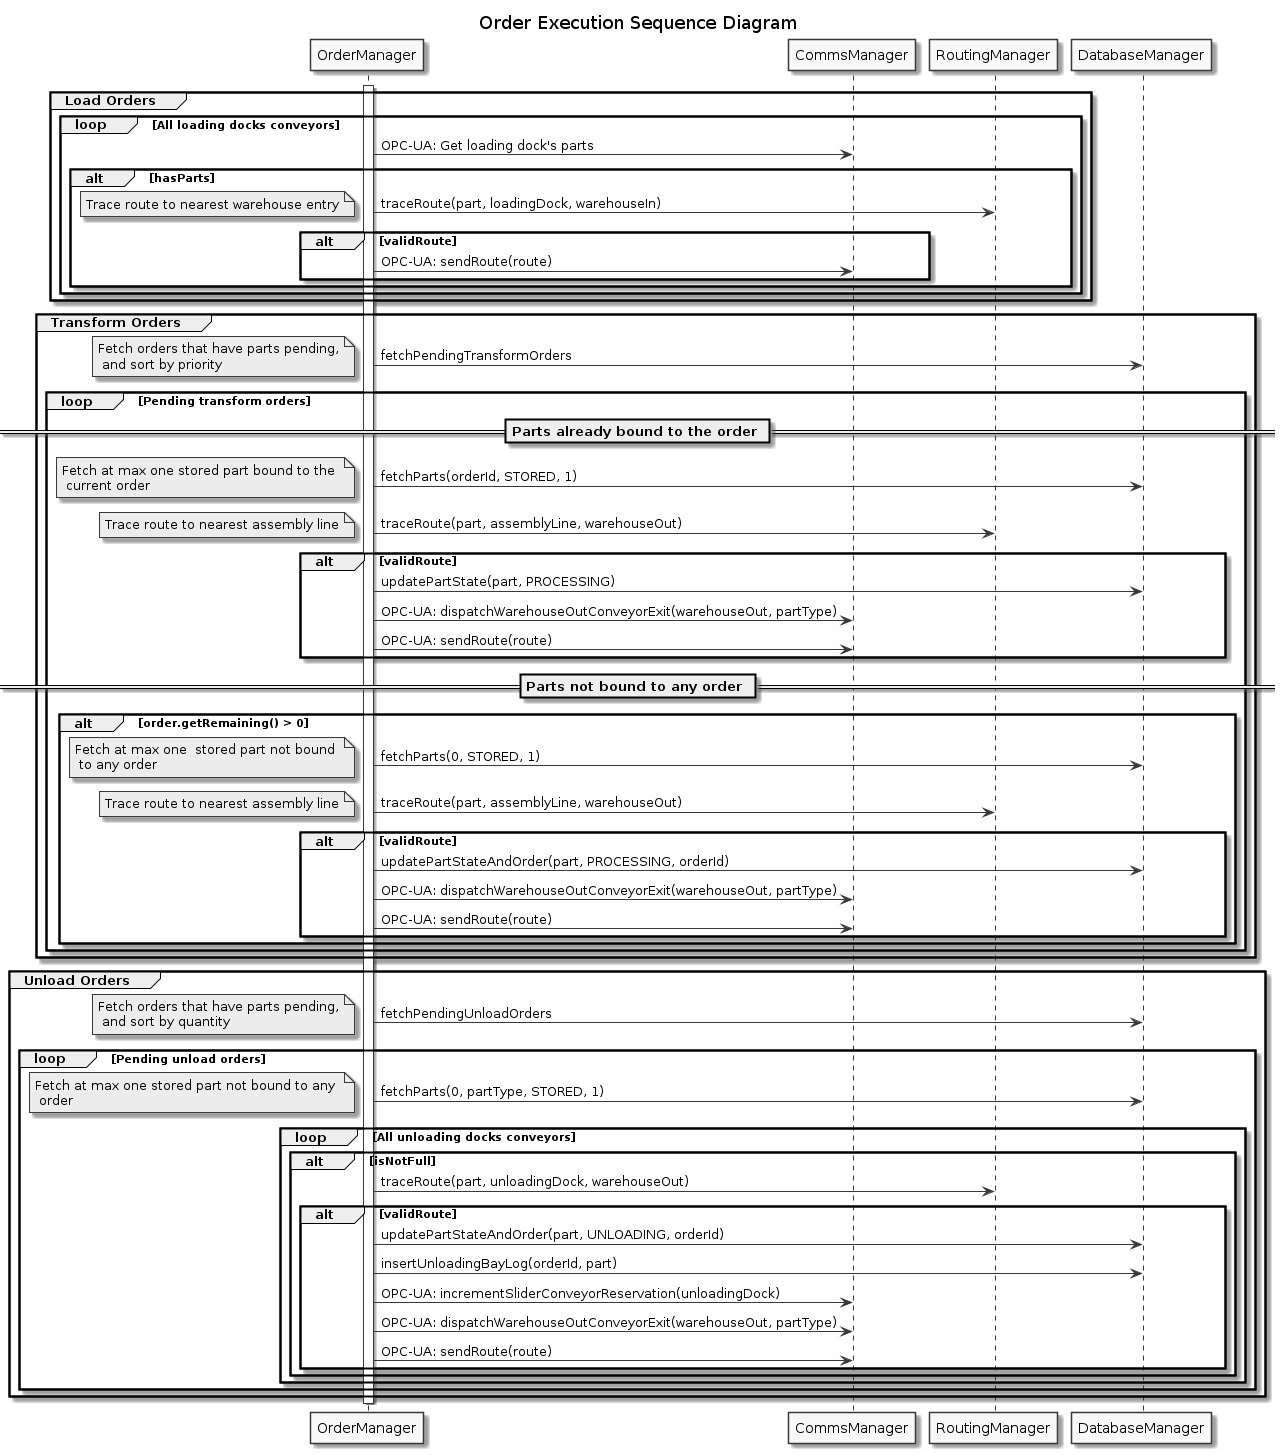 Order Execution Sequence Diagram
OrderManager
CommsManager
RoutingManager
DatabaseManager
Load Orders
loop
[All loading docks conveyors]
OPC-UA: Get loading dock's parts
alt
[hasParts]
Trace route to nearest warehouse entry
traceRoute(part, loadingDock, warehouseIn)
alt
[validRoute]
OPC-UA: sendRoute(route)
Transform Orders
Fetch orders that have parts pending,
and sort by priority
fetchPendingTransformOrders
loop
[Pending transform orders]
Parts already bound to the order
Fetch at max one stored part bound to the
current order
fetchParts(orderId, STORED, 1)
Trace route to nearest assembly line
traceRoute(part, assemblyLine, warehouseOut)
alt
[validRoute]
updatePartState(part, PROCESSING)
OPC-UA: dispatchWarehouseOutConveyorExit(warehouseOut, partType)
OPC-UA: sendRoute(route)
Parts not bound to any order
alt
[order.getRemaining() > 0]
Fetch at max one  stored part not bound
to any order
fetchParts(0, STORED, 1)
Trace route to nearest assembly line
traceRoute(part, assemblyLine, warehouseOut)
alt
[validRoute]
updatePartStateAndOrder(part, PROCESSING, orderId)
OPC-UA: dispatchWarehouseOutConveyorExit(warehouseOut, partType)
OPC-UA: sendRoute(route)
Unload Orders
Fetch orders that have parts pending,
and sort by quantity
fetchPendingUnloadOrders
loop
[Pending unload orders]
Fetch at max one stored part not bound to any
order
fetchParts(0, partType, STORED, 1)
loop
[All unloading docks conveyors]
alt
[isNotFull]
traceRoute(part, unloadingDock, warehouseOut)
alt
[validRoute]
updatePartStateAndOrder(part, UNLOADING, orderId)
insertUnloadingBayLog(orderId, part)
OPC-UA: incrementSliderConveyorReservation(unloadingDock)
OPC-UA: dispatchWarehouseOutConveyorExit(warehouseOut, partType)
OPC-UA: sendRoute(route)
OrderManager
CommsManager
RoutingManager
DatabaseManager